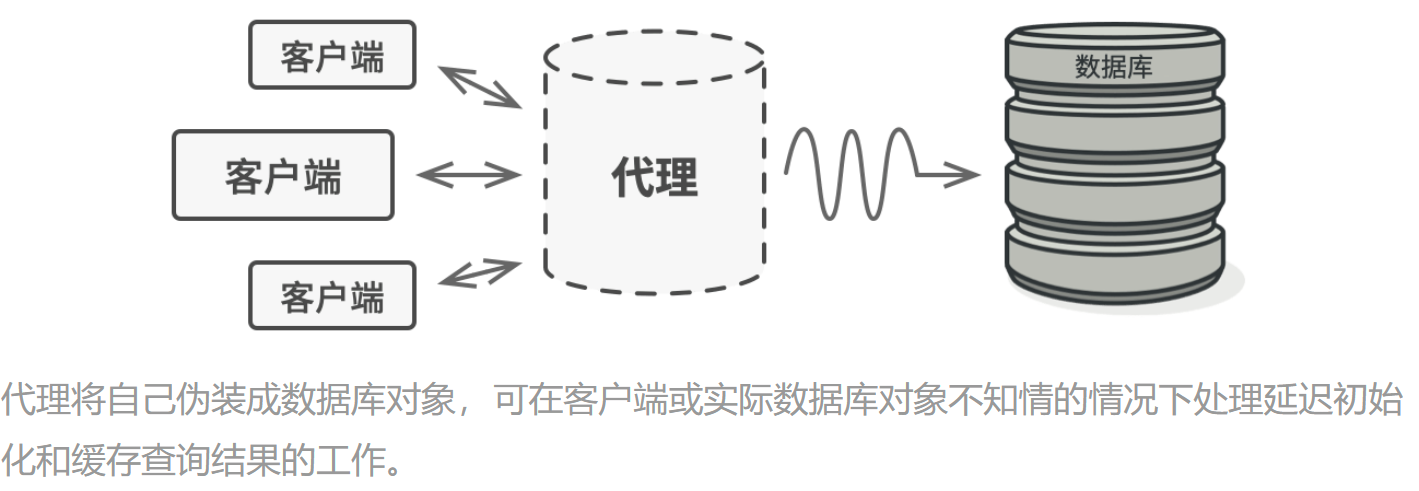 客户端
客户端
客户端
代理
数据库
代理将自己伪装成数据库对象，可在客户端或实际数据库对象不知情的情况下处理延迟初始
化和缓存查询结果的工作。